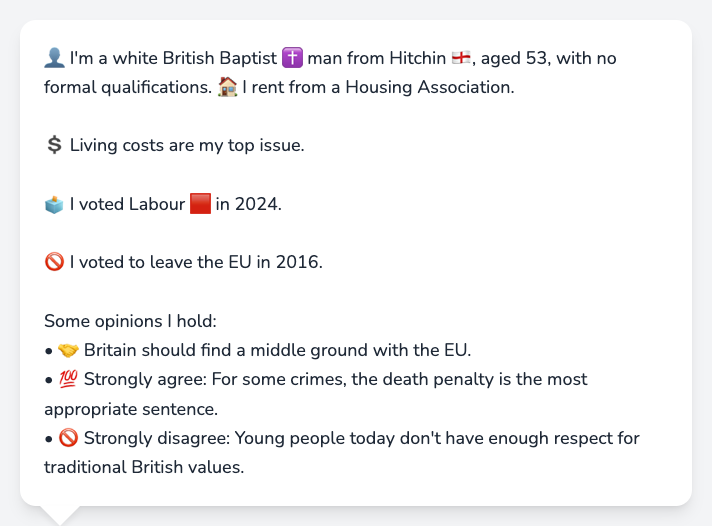 👤 I'm a white British Baptist ✝️ man from Hitchin 🏴󠁧󠁢󠁥󠁮󠁧󠁿, aged 53, with no
formal qualifications. 🏠 I rent from a Housing Association.
💲 Living costs are my top issue.
🗳️ I voted Labour 🟥 in 2024.
🚫 I voted to leave the EU in 2016.
Some opinions I hold:
• 🤝 Britain should find a middle ground with the EU.
• 💯 Strongly agree: For some crimes, the death penalty is the most
appropriate sentence.
• 🚫 Strongly disagree: Young people today don't have enough respect for
traditional British values.